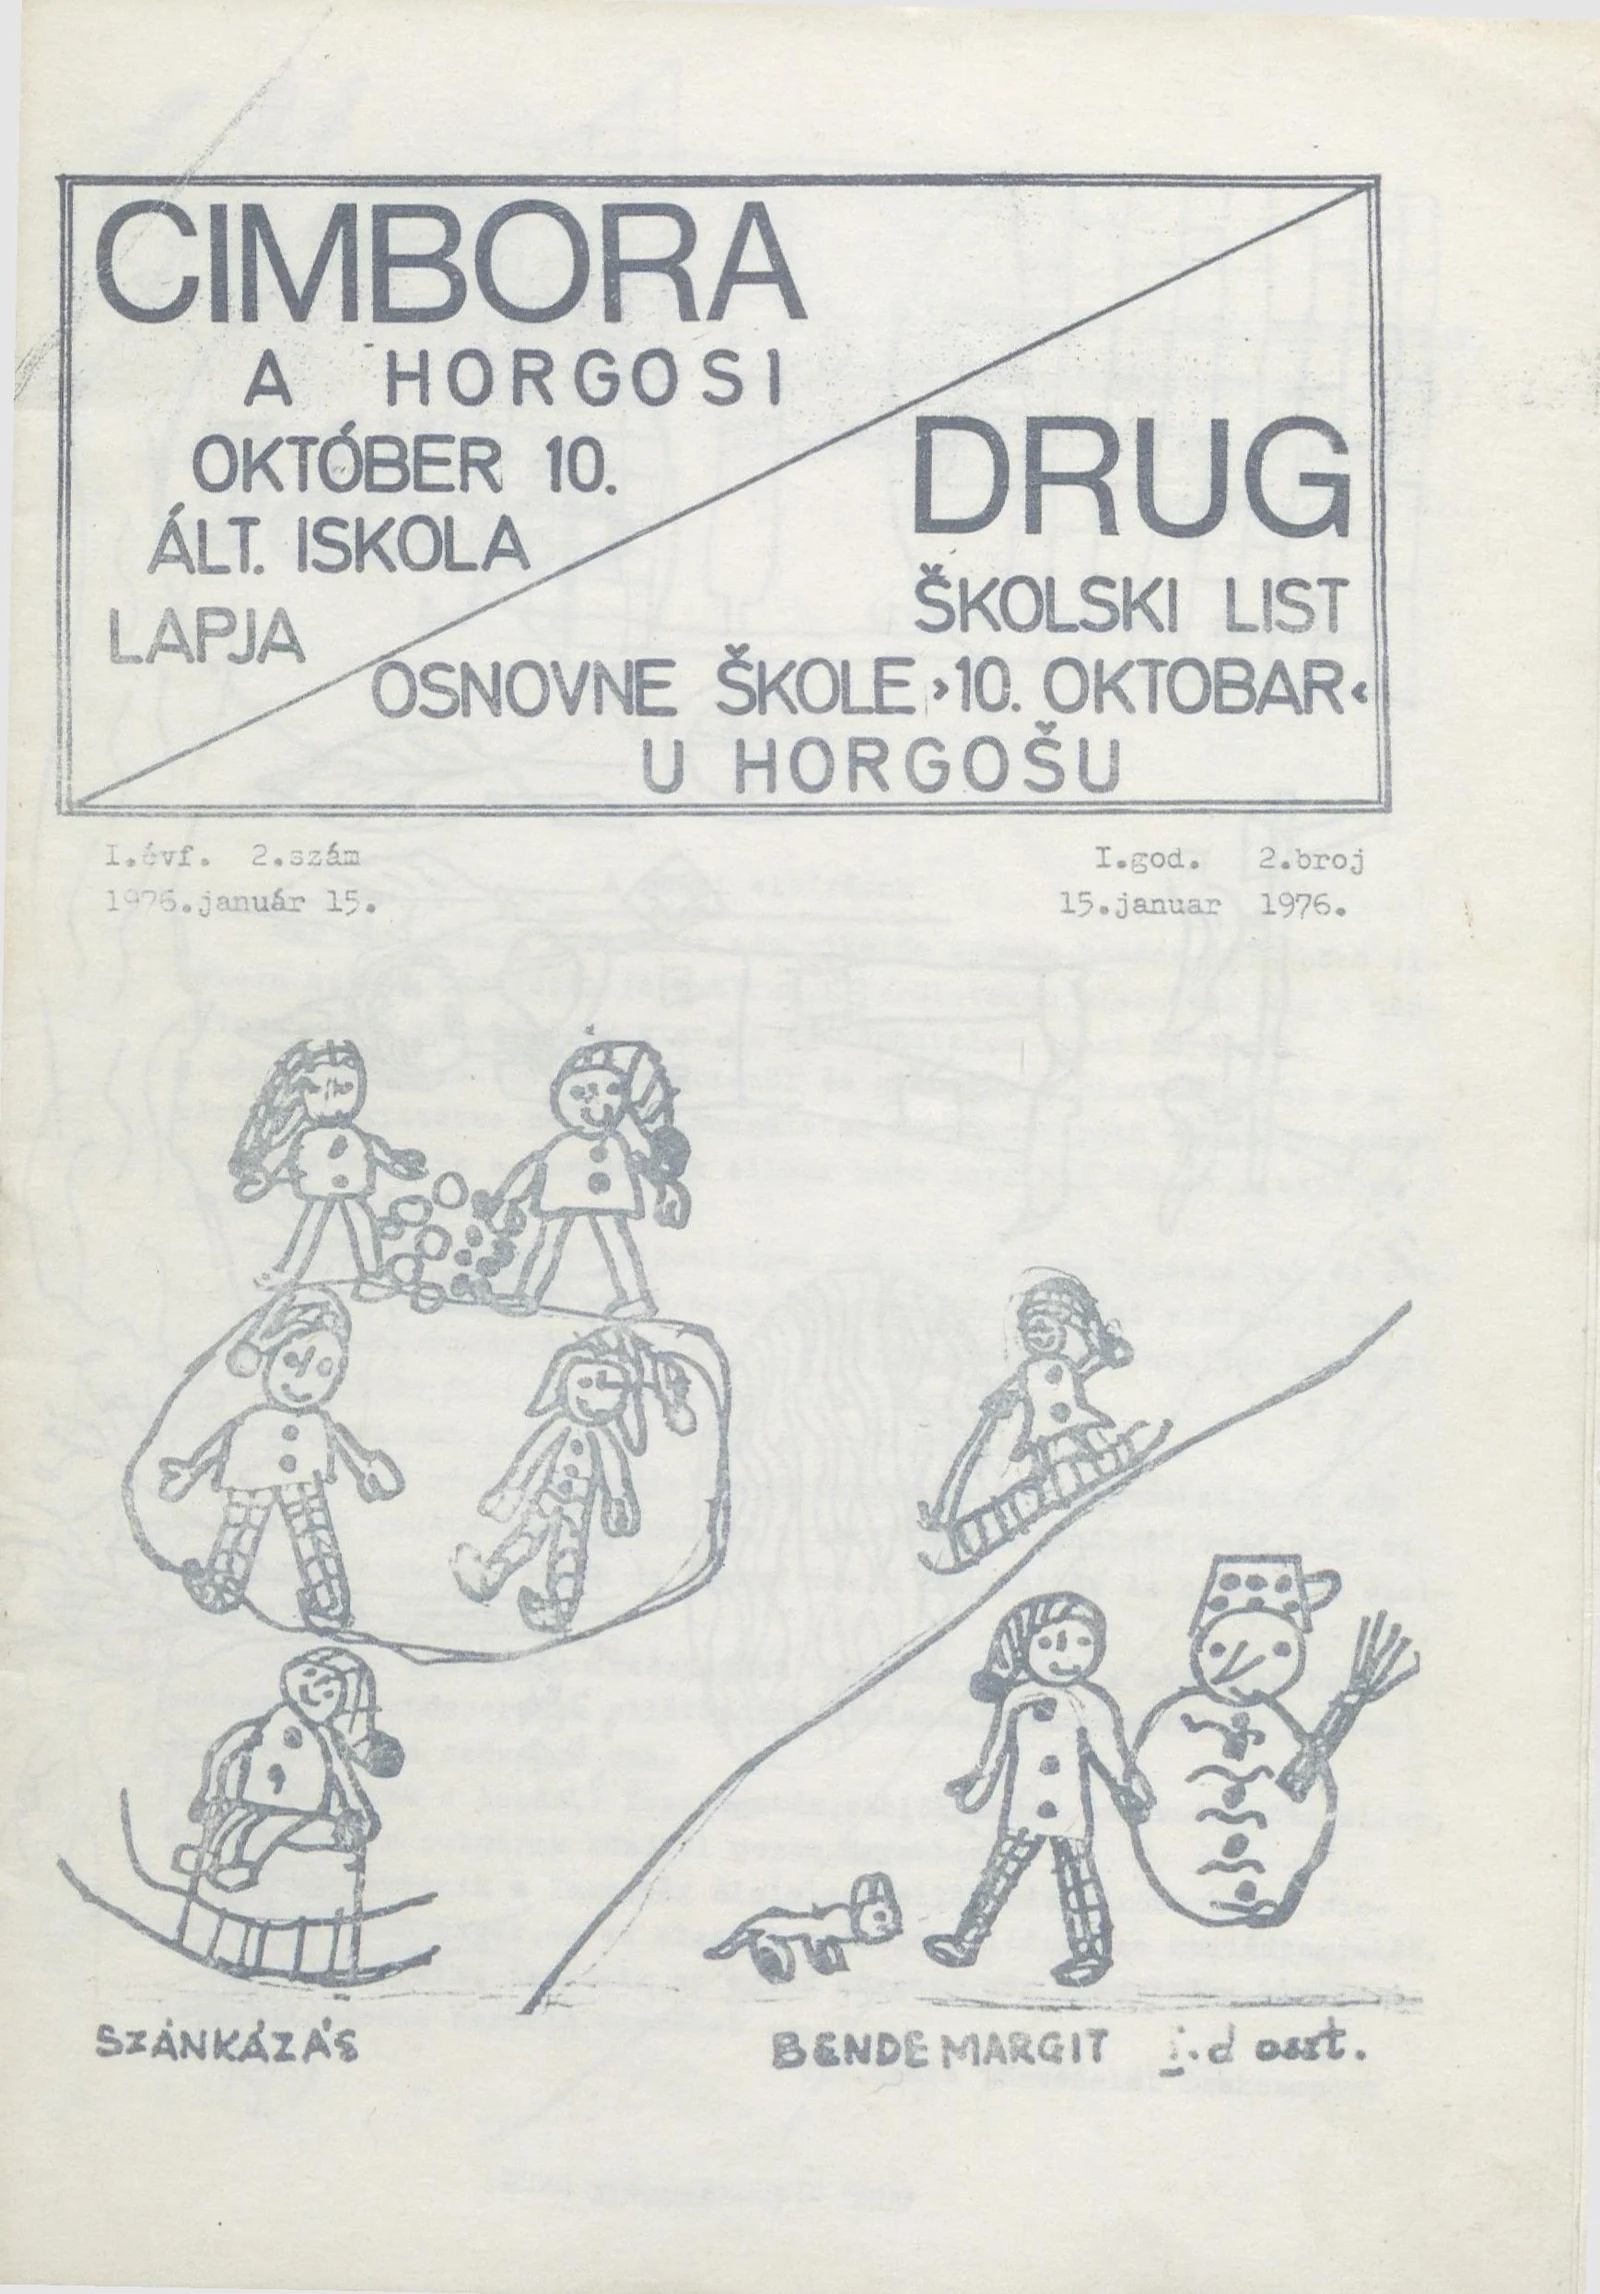 CIMBORA
A HORGOSI
OKTÓBER 10.
ÁLT. ISKOLA
LAPJA
DRUG
ŠKOLSKI LIST
OSNOVNE ŠKOLE ›10. OKTOBAR‹
U HORGOŠU
I.évf. 2.szám
1976.január 15.
I.god. 2.broj
15.januar 1976.
SZÁNKÁZÁS
BENDE MARGIT I.d oszt.